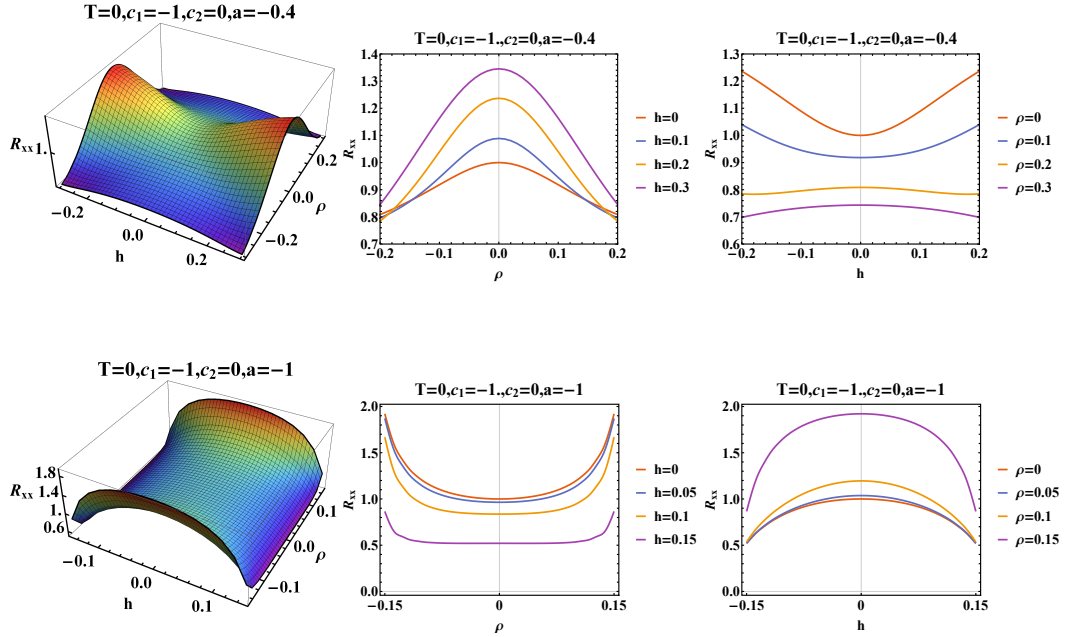 T=0,c₁=−1,c₂=0,a=−0.4
R_xx 1.
−0.2
0.0
0.2
h
−0.2
0.0
0.2
ρ
T=0,c₁=−1.,c₂=0,a=−0.4
1.4
1.3
1.2
1.1
1.0
0.9
0.8
0.7
R_xx
−0.2
−0.1
0.0
0.1
0.2
ρ
h=0
h=0.1
h=0.2
h=0.3
T=0,c₁=−1.,c₂=0,a=−0.4
1.4
1.3
1.2
1.1
1.0
0.9
0.8
0.7
0.6
R_xx
−0.2
−0.1
0.0
0.1
0.2
h
ρ=0
ρ=0.1
ρ=0.2
ρ=0.3
T=0,c₁=−1,c₂=0,a=−1
1.8
1.4
1.
0.6
R_xx
−0.1
0.0
0.1
h
−0.1
0.0
0.1
ρ
T=0,c₁=−1.,c₂=0,a=−1
2.0
1.5
1.0
0.5
0.0
R_xx
−0.15
0
0.15
ρ
h=0
h=0.05
h=0.1
h=0.15
T=0,c₁=−1.,c₂=0,a=−1
2.0
1.5
1.0
0.5
0.0
R_xx
−0.15
0
0.15
h
ρ=0
ρ=0.05
ρ=0.1
ρ=0.15